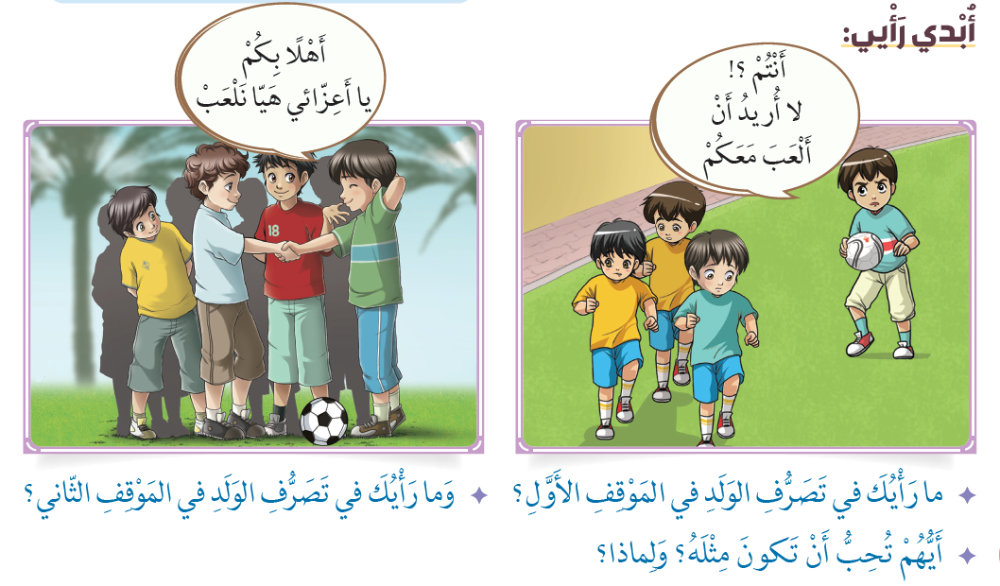 أُبْدي رَأْيي:
أَنْتُمْ ؟!
لا أُريدُ أَنْ
أَلْعَبَ مَعَكُمْ
أَهْلًا بِكُمْ
يا أَعِزّائي هَيّا نَلْعَبْ
18
ما رَأْيُكَ في تَصَرُّفِ الوَلَدِ في المَوْقِفِ الأَوَّلِ؟
وَما رَأْيُكَ في تَصَرُّفِ الوَلَدِ في المَوْقِفِ الثّاني؟
أَيُّهُمْ تُحِبُّ أَنْ تَكونَ مِثْلَهُ؟ وَلِماذا؟